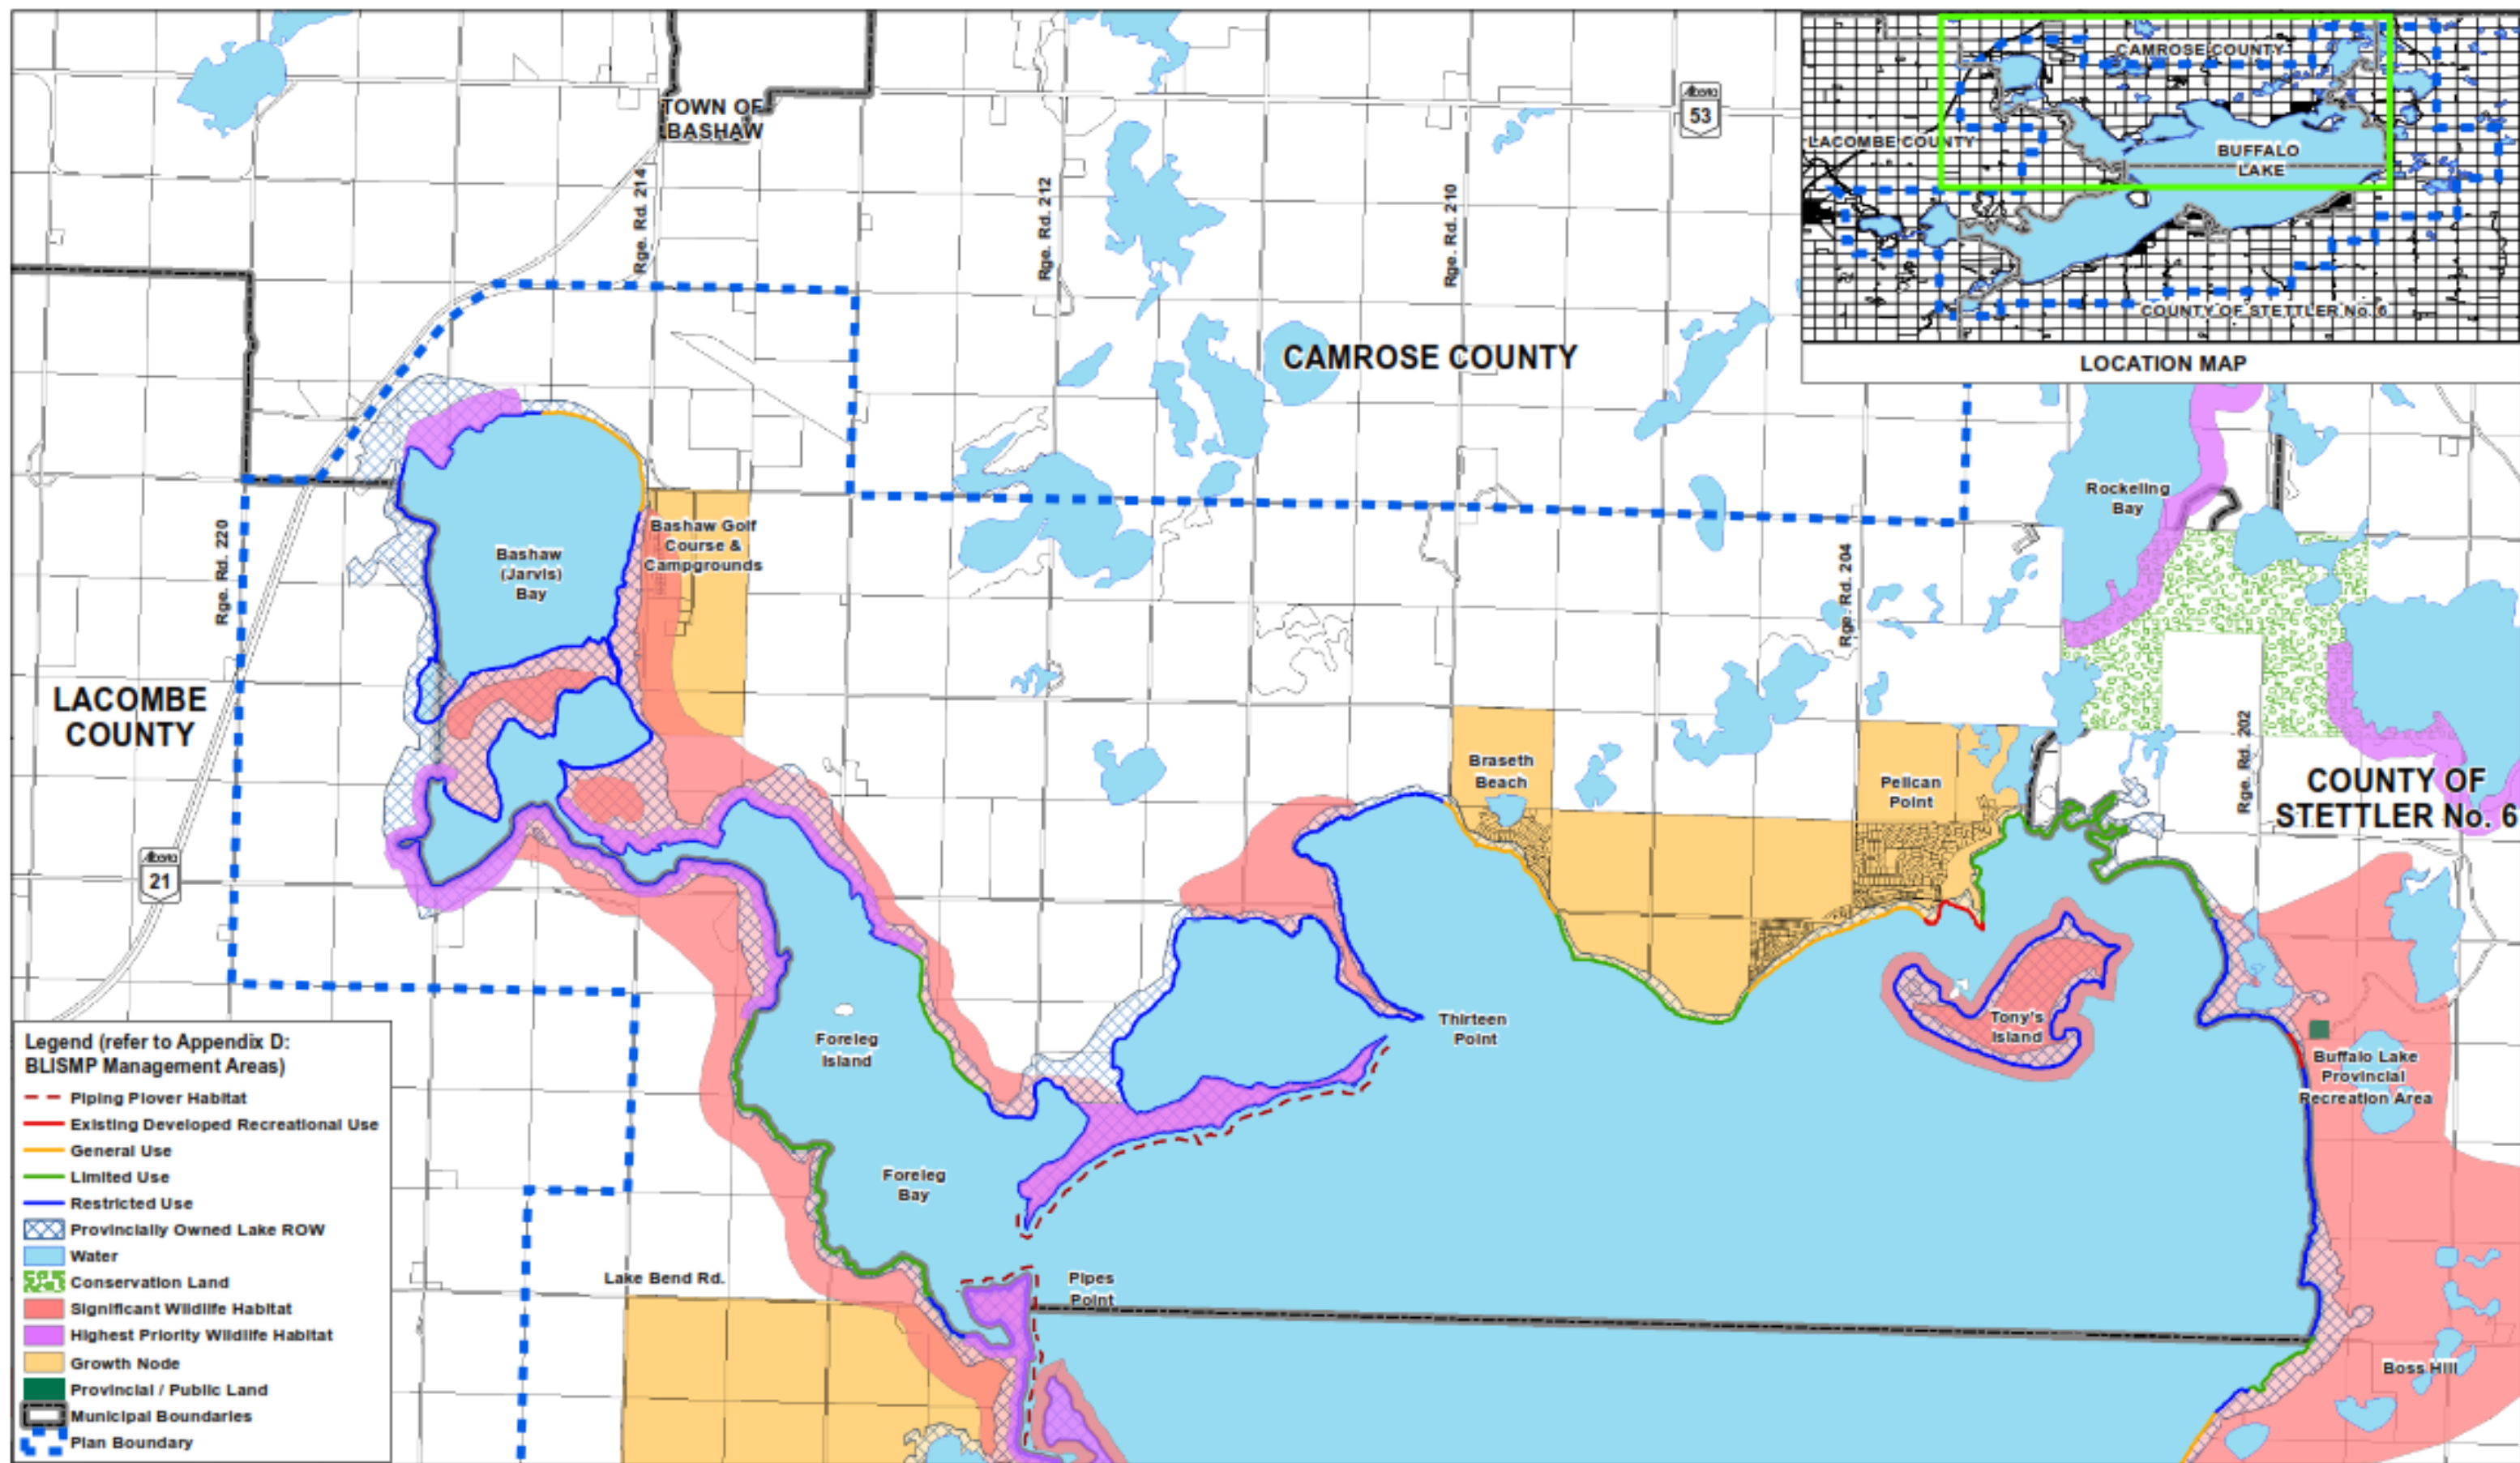 TOWN OF
BASHAW
Rge. Rd. 214
Rge. Rd. 212
Rge. Rd. 210
Alberta
53
CAMROSE COUNTY
CAMROSE COUNTY
LACOMBE COUNTY
BUFFALO
LAKE
COUNTY OF STETTLER No. 6
LOCATION MAP
Rockeling
Bay
Bashaw Golf
Course &
Campgrounds
Bashaw
(Jarvis)
Bay
Rge. Rd. 220
Rge. Rd. 204
LACOMBE
COUNTY
Rge. Rd. 202
Braseth
Beach
Pelican
Point
COUNTY OF
STETTLER No. 6
Alberta
21
Foreleg
Island
Thirteen
Point
Tony's
Island
Buffalo Lake
Provincial
Recreation Area
Foreleg
Bay
Lake Bend Rd.
Pipes
Point
Boss Hill
Legend (refer to Appendix D:
BLISMP Management Areas)
Piping Plover Habitat
Existing Developed Recreational Use
General Use
Limited Use
Restricted Use
Provincially Owned Lake ROW
Water
Conservation Land
Significant Wildlife Habitat
Highest Priority Wildlife Habitat
Growth Node
Provincial / Public Land
Municipal Boundaries
Plan Boundary